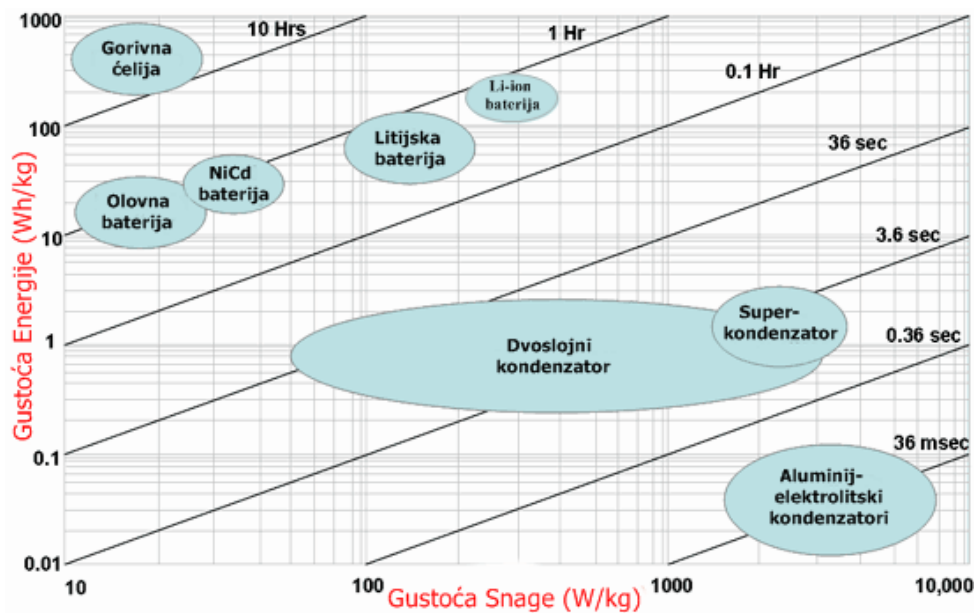 1000
100
10
1
0.1
0.01
Gustoća Energije (Wh/kg)
10 Hrs
1 Hr
0.1 Hr
36 sec
3.6 sec
0.36 sec
36 msec
Gorivna
ćelija
Li-ion
baterija
Litijska
baterija
NiCd
baterija
Olovna
baterija
Super-
kondenzator
Dvoslojni
kondenzator
Aluminij-
elektrolitski
kondenzatori
10
100
1000
10,000
Gustoća Snage (W/kg)